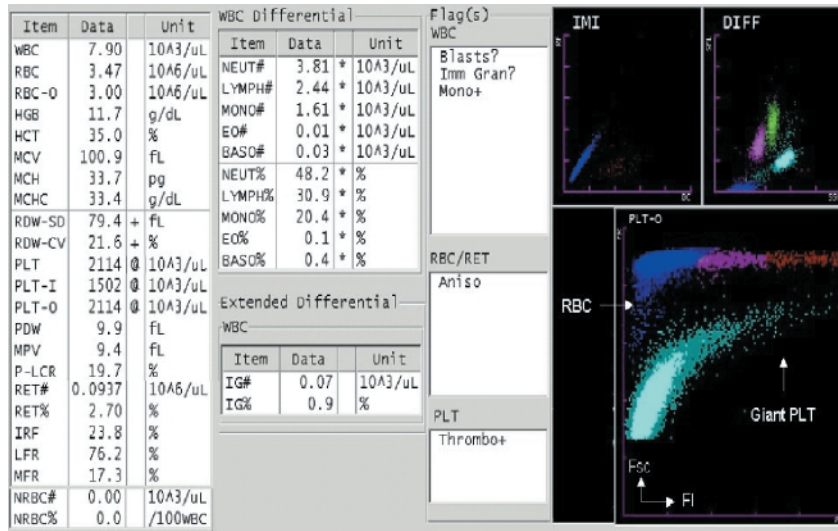 Item Data Unit
WBC 7.90 10^3/uL
RBC 3.47 10^6/uL
RBC-O 3.00 10^6/uL
HGB 11.7 g/dL
HCT 35.0 %
MCV 100.9 fL
MCH 33.7 pg
MCHC 33.4 g/dL
RDW-SD 79.4 + fL
RDW-CV 21.6 + %
PLT 2114 @ 10^3/uL
PLT-I 1502 @ 10^3/uL
PLT-O 2114 @ 10^3/uL
PDW 9.9 fL
MPV 9.4 fL
P-LCR 19.7 %
RET# 0.0937 10^6/uL
RET% 2.70 %
IRF 23.8 %
LFR 76.2 %
MFR 17.3 %
NRBC# 0.00 10^3/uL
NRBC% 0.0 /100WBC
WBC Differential
Item Data Unit
NEUT# 3.81 * 10^3/uL
LYMPH# 2.44 * 10^3/uL
MONO# 1.61 * 10^3/uL
EO# 0.01 * 10^3/uL
BASO# 0.03 * 10^3/uL
NEUT% 48.2 * %
LYMPH% 30.9 * %
MONO% 20.4 * %
EO% 0.1 * %
BASO% 0.4 * %
Extended Differential
WBC
Item Data Unit
IG# 0.07 10^3/uL
IG% 0.9 %
Flag(s)
WBC
Blasts?
Imm Gran?
Mono+
RBC/RET
Aniso
PLT
Thrombo+
IMI
DIFF
PLT-O
RBC
Giant PLT
Fsc
Fl